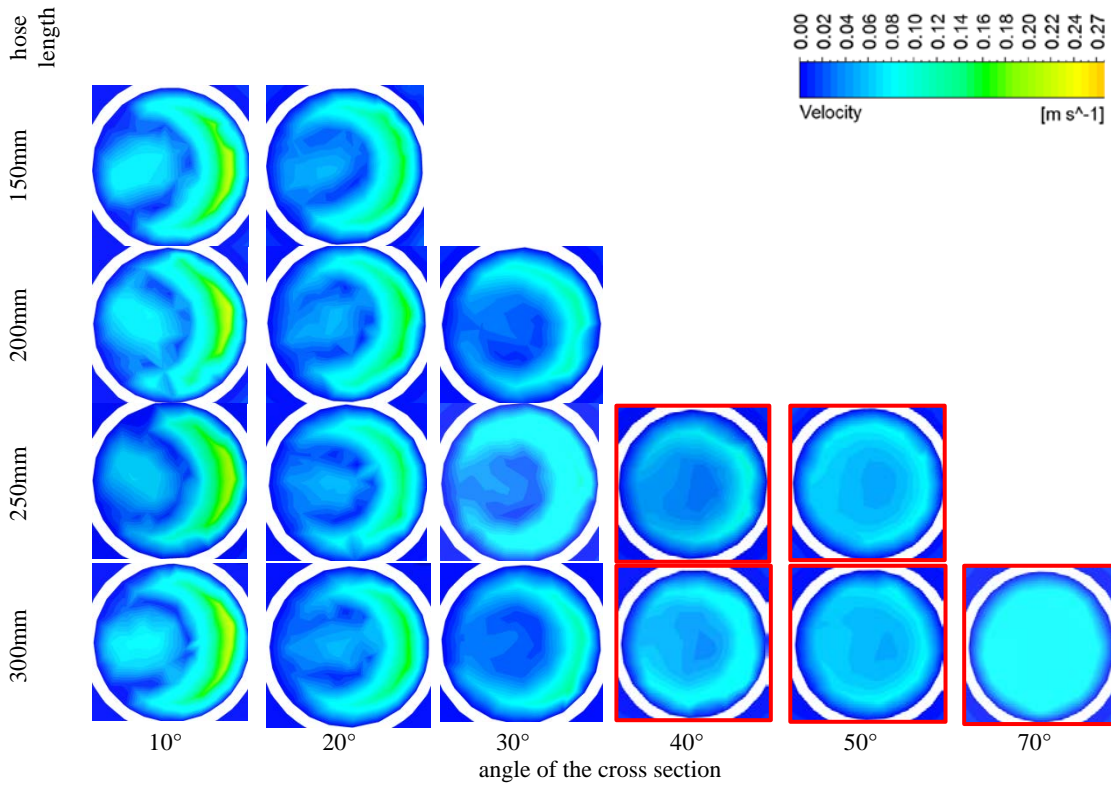 hose
length
0.00
0.02
0.04
0.06
0.08
0.10
0.12
0.14
0.16
0.18
0.20
0.22
0.24
0.27
Velocity
[m s^-1]
150mm
200mm
250mm
300mm
10° 20° 30° 40° 50° 70°
angle of the cross section